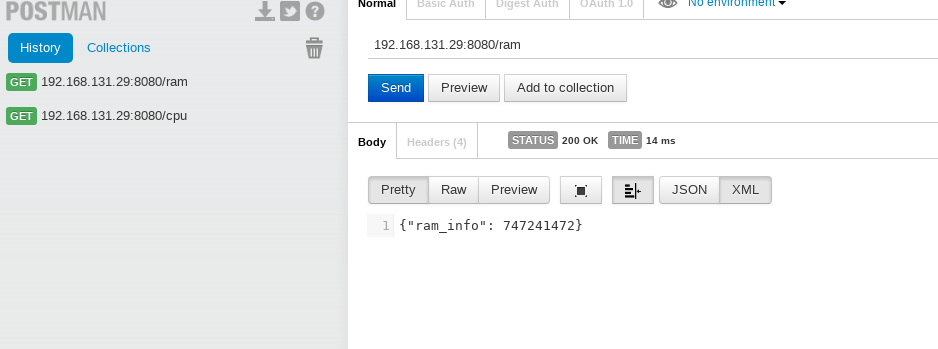 POSTMAN
History Collections
GET 192.168.131.29:8080/ram
GET 192.168.131.29:8080/cpu
Normal Basic Auth Digest Auth OAuth 1.0 No environment
192.168.131.29:8080/ram
Send Preview Add to collection
Body Headers (4) STATUS 200 OK TIME 14 ms
Pretty Raw Preview JSON XML
1 {"ram_info": 747241472}